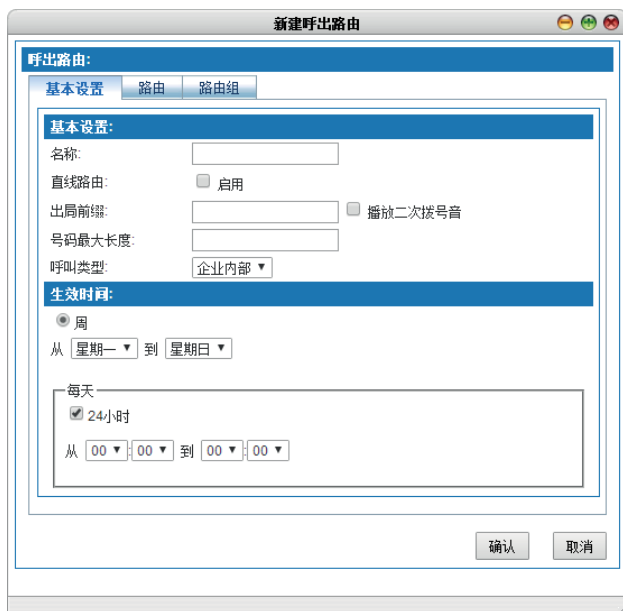 新建呼出路由
呼出路由:
基本设置 路由 路由组
基本设置:
名称:
直线路由: 启用
出局前缀: 播放二次拨号音
号码最大长度:
呼叫类型: 企业内部
生效时间:
周
从 星期一 到 星期日
每天
24小时
从 00 : 00 到 00 : 00
确认 取消